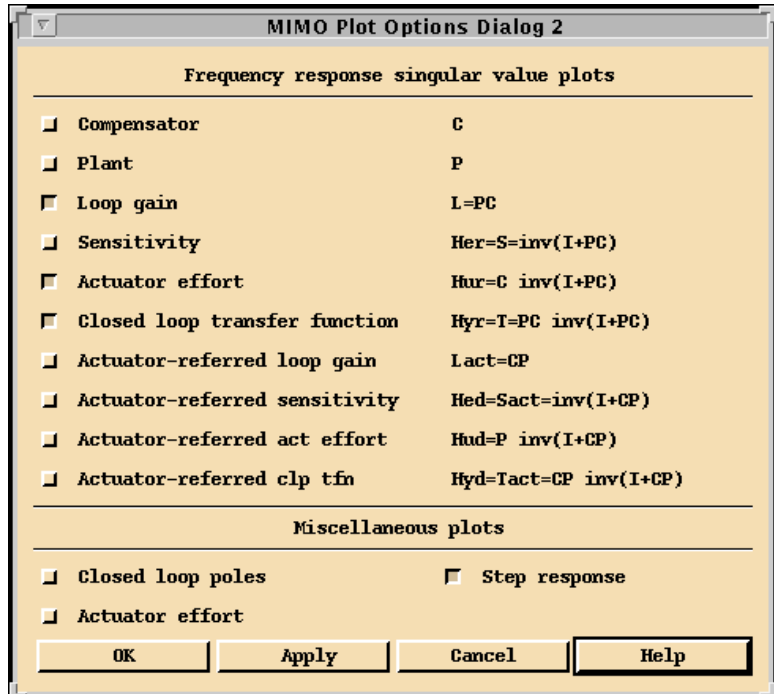 MIMO Plot Options Dialog 2
Frequency response singular value plots
Compensator C
Plant P
Loop gain L=PC
Sensitivity Her=S=inv(I+PC)
Actuator effort Hur=C inv(I+PC)
Closed loop transfer function Hyr=T=PC inv(I+PC)
Actuator-referred loop gain Lact=CP
Actuator-referred sensitivity Hed=Sact=inv(I+CP)
Actuator-referred act effort Hud=P inv(I+CP)
Actuator-referred clp tfn Hyd=Tact=CP inv(I+CP)
Miscellaneous plots
Closed loop poles Step response
Actuator effort
OK Apply Cancel Help